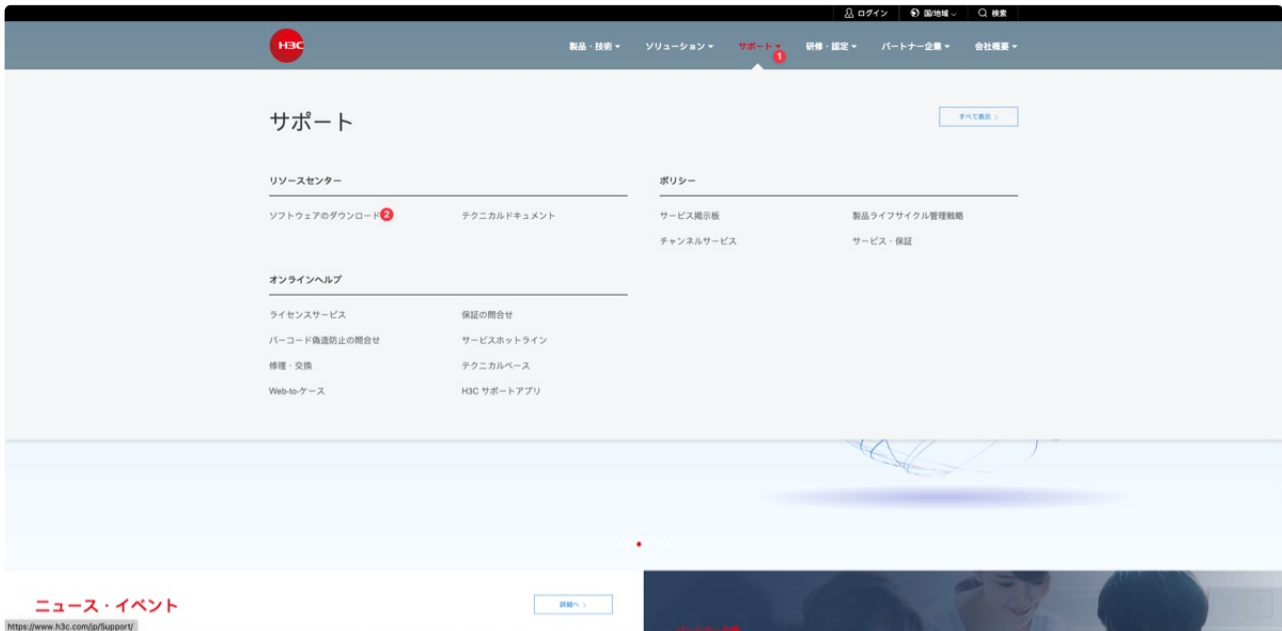 ログイン 国/地域 検索
H3C 製品・技術 ソリューション サポート 研修・認定 パートナー企業 会社概要
1
サポート
すべて表示 >
リソースセンター
ポリシー
ソフトウェアのダウンロード 2 テクニカルドキュメント
サービス掲示板 製品ライフサイクル管理戦略
チャンネルサービス サービス・保証
オンラインヘルプ
ライセンスサービス 保証の問合せ
バーコード偽造防止の問合せ サービスホットライン
修理・交換 テクニカルベース
Web-to-ケース H3C サポートアプリ
ニュース・イベント
詳細へ >
https://www.h3c.com/jp/Support/